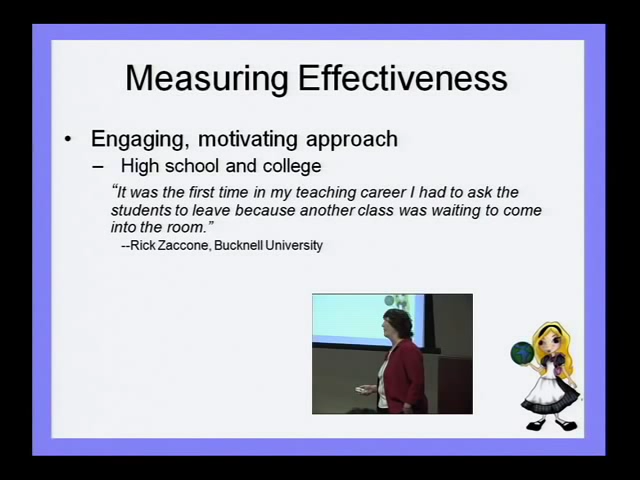 Measuring Effectiveness
• Engaging, motivating approach
– High school and college
“It was the first time in my teaching career I had to ask the
students to leave because another class was waiting to come
into the room.”
--Rick Zaccone, Bucknell University